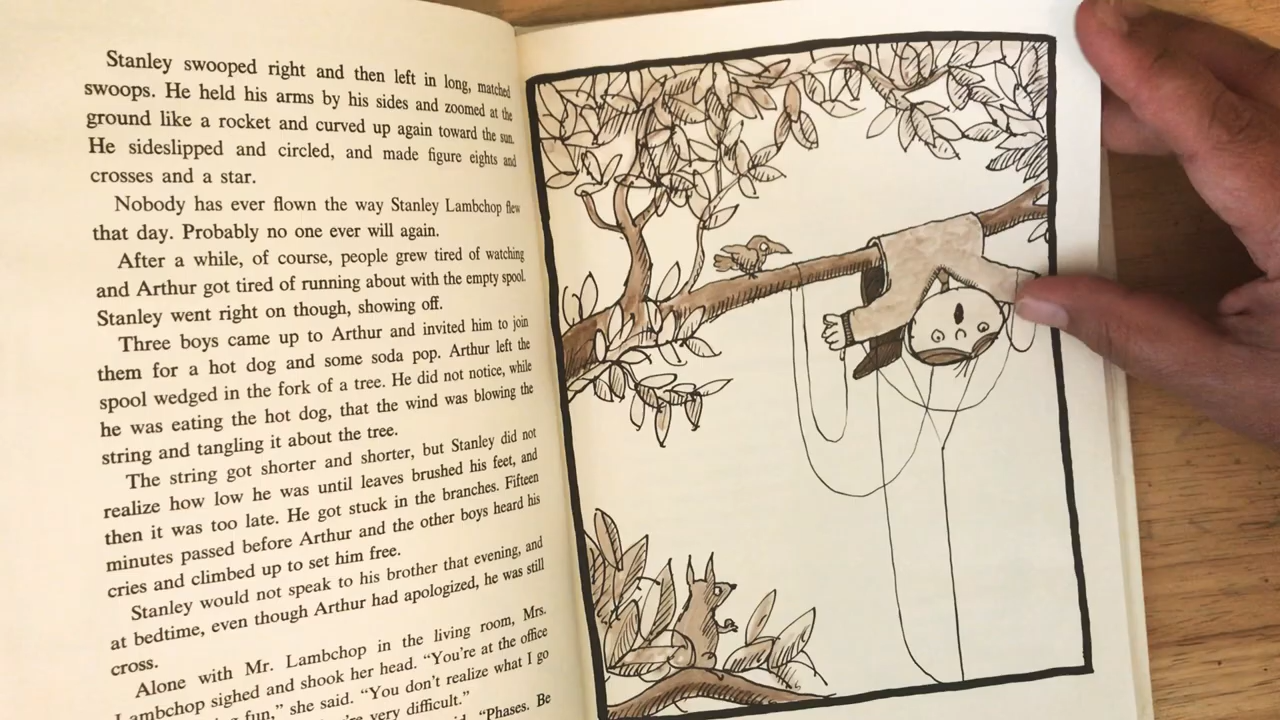 Stanley swooped right and then left in long, matched
swoops. He held his arms by his sides and zoomed at the
ground like a rocket and curved up again toward the sun.
He sideslipped and circled, and made figure eights and
crosses and a star.
Nobody has ever flown the way Stanley Lambchop flew
that day. Probably no one ever will again.
After a while, of course, people grew tired of watching
and Arthur got tired of running about with the empty spool.
Stanley went right on though, showing off.
Three boys came up to Arthur and invited him to join
them for a hot dog and some soda pop. Arthur left the
spool wedged in the fork of a tree. He did not notice, while
he was eating the hot dog, that the wind was blowing the
string and tangling it about the tree.
The string got shorter and shorter, but Stanley did not
realize how low he was until leaves brushed his feet, and
then it was too late. He got stuck in the branches. Fifteen
minutes passed before Arthur and the other boys heard his
cries and climbed up to set him free.
Stanley would not speak to his brother that evening, and
at bedtime, even though Arthur had apologized, he was still
cross.
Alone with Mr. Lambchop in the living room, Mrs.
Lambchop sighed and shook her head. “You're at the office
fun,” she said. “You don't realize what I go
very difficult.”
“Phases. Be